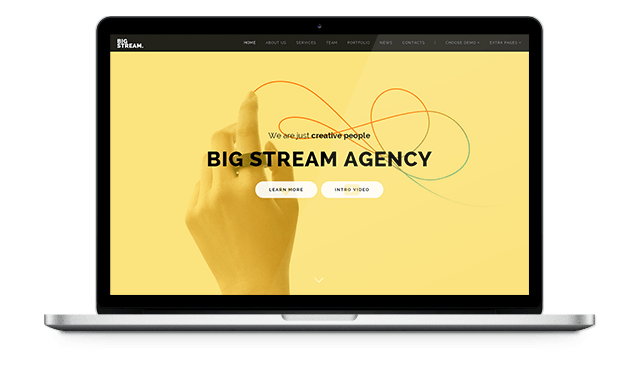 BIG
STREAM.
HOME ABOUT US SERVICES TEAM PORTFOLIO NEWS CONTACTS | CHOOSE DEMO EXTRA PAGES
We are just creative people
BIG STREAM AGENCY
LEARN MORE INTRO VIDEO